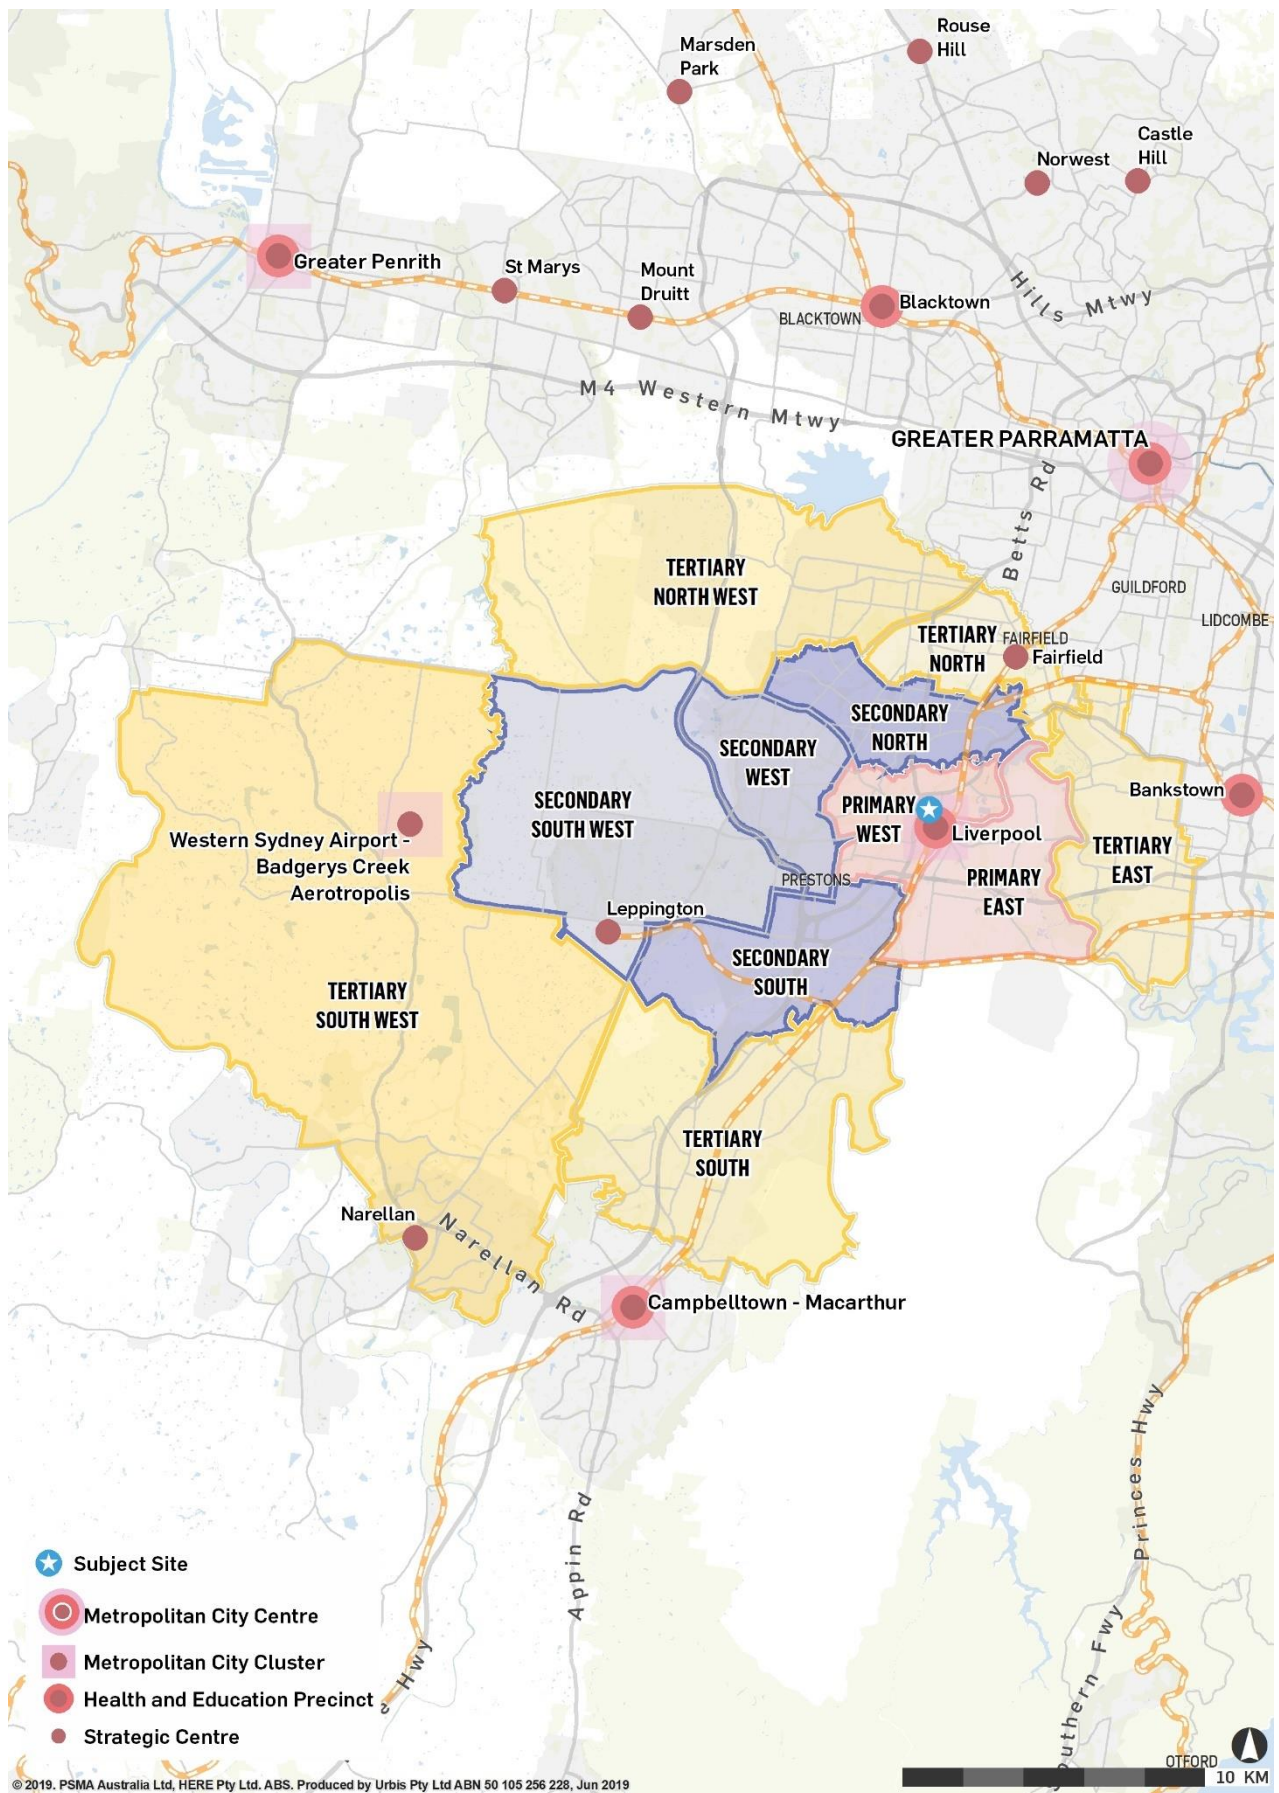 Rouse
Hill
Marsden
Park
Castle
Hill
Norwest
Greater Penrith
St Marys
Mount
Druitt
Blacktown
BLACKTOWN
Hills Mtwy
M4 Western Mtwy
GREATER PARRAMATTA
Betts Rd
TERTIARY
NORTH WEST
GUILDFORD
LIDCOMBE
TERTIARY
NORTH
FAIRFIELD
Fairfield
SECONDARY
NORTH
SECONDARY
WEST
Bankstown
SECONDARY
SOUTH WEST
PRIMARY
WEST
Liverpool
Western Sydney Airport -
Badgerys Creek
Aerotropolis
TERTIARY
EAST
PRESTONS
PRIMARY
EAST
Leppington
SECONDARY
SOUTH
TERTIARY
SOUTH WEST
TERTIARY
SOUTH
Narellan
Narellan Rd
Campbelltown - Macarthur
Princes Hwy
Appin Rd
Hwy
outhern Fwy
Subject Site
Metropolitan City Centre
Metropolitan City Cluster
Health and Education Precinct
Strategic Centre
OTFORD
10 KM
© 2019. PSMA Australia Ltd, HERE Pty Ltd. ABS. Produced by Urbis Pty Ltd ABN 50 105 256 228, Jun 2019